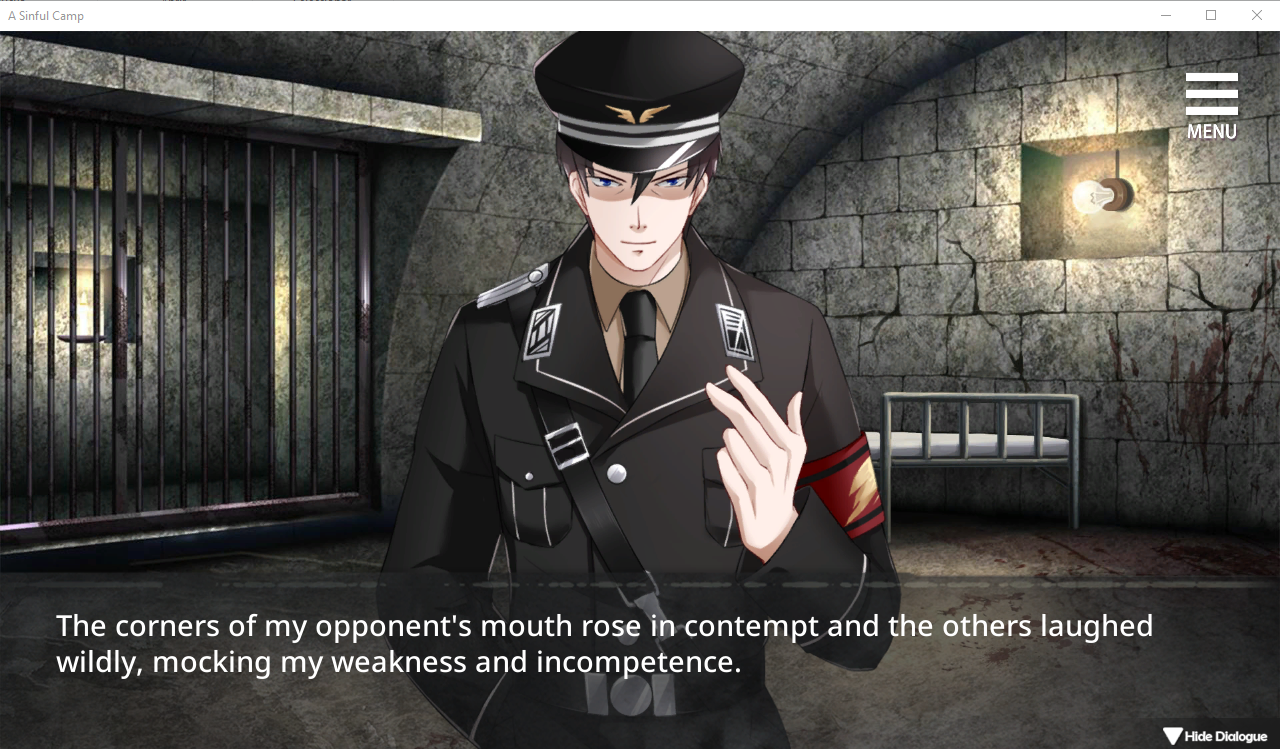 A Sinful Camp
MENU
The corners of my opponent's mouth rose in contempt and the others laughed
wildly, mocking my weakness and incompetence.
Hide Dialogue